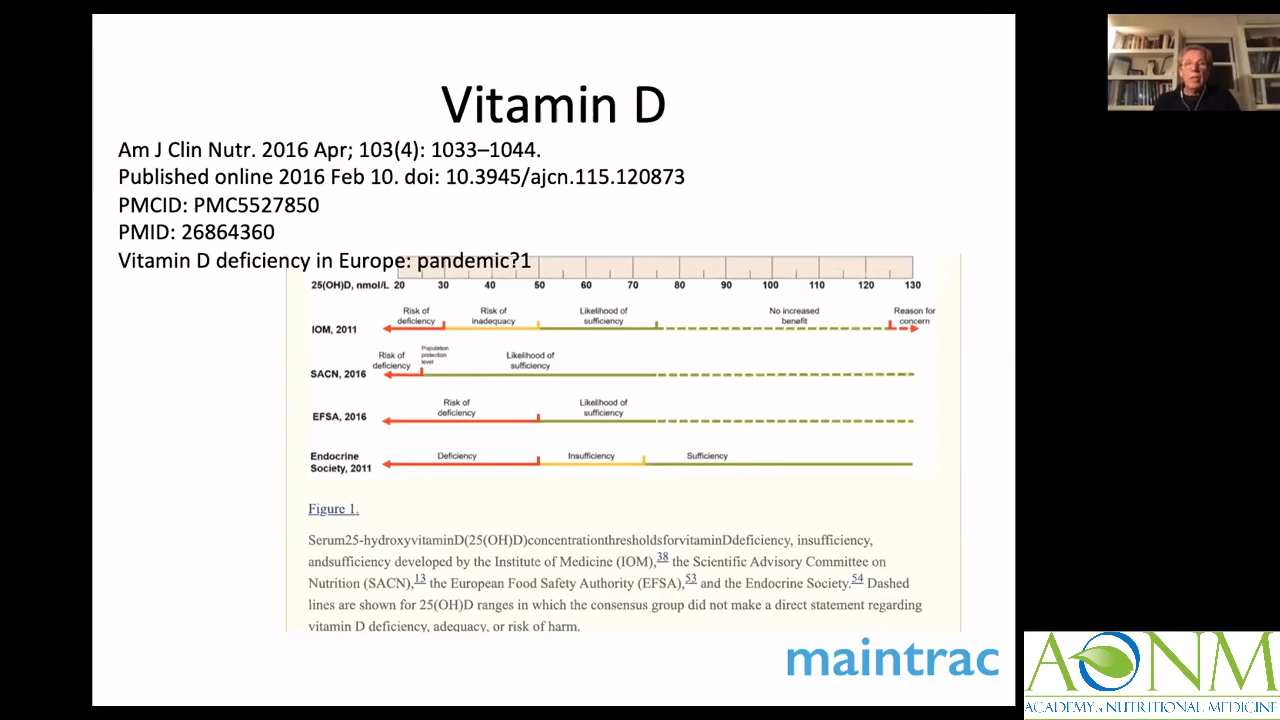 Vitamin D
Am J Clin Nutr. 2016 Apr; 103(4): 1033–1044.
Published online 2016 Feb 10. doi: 10.3945/ajcn.115.120873
PMCID: PMC5527850
PMID: 26864360
Vitamin D deficiency in Europe: pandemic?1
25(OH)D, nmol/L 20 30 40 50 60 70 80 90 100 110 120 130
Risk of deficiency Risk of inadequacy Likelihood of sufficiency No increased benefit Reason for concern
IOM, 2011
Risk of deficiency Population protection level Likelihood of sufficiency
SACN, 2016
Risk of deficiency Likelihood of sufficiency
EFSA, 2016
Endocrine Society, 2011 Deficiency Insufficiency Sufficiency
Figure 1.
Serum25-hydroxyvitaminD(25(OH)D)concentrationthresholdsforvitaminDdeficiency, insufficiency,
andsufficiency developed by the Institute of Medicine (IOM),38 the Scientific Advisory Committee on
Nutrition (SACN),13 the European Food Safety Authority (EFSA),53 and the Endocrine Society.54 Dashed
lines are shown for 25(OH)D ranges in which the consensus group did not make a direct statement regarding
vitamin D deficiency, adequacy, or risk of harm.
maintrac
AONM
ACADEMY of NUTRITIONAL MEDICINE